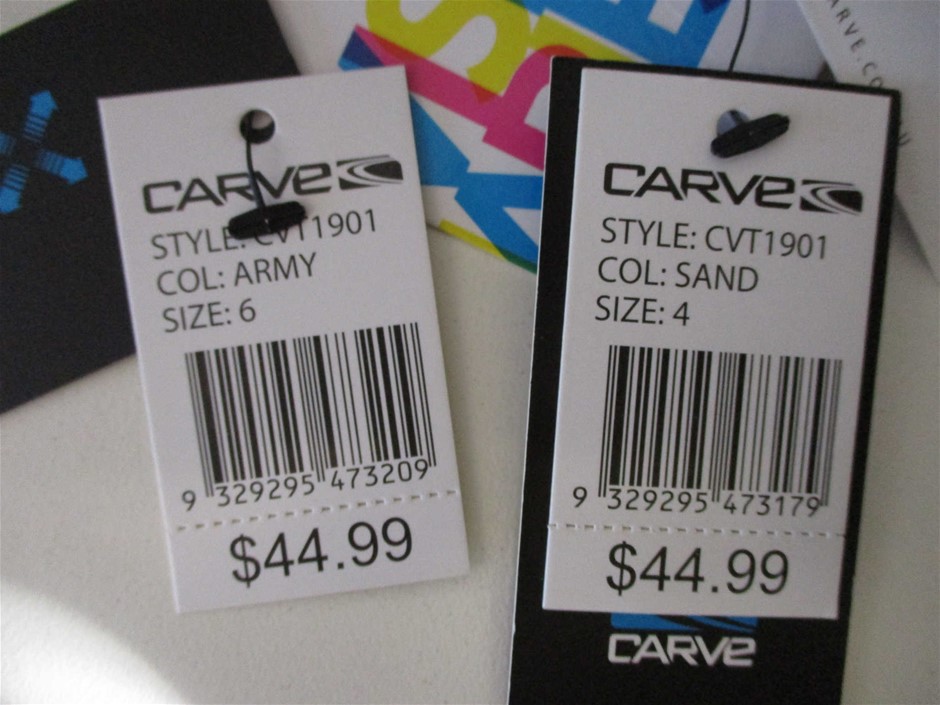 CARVE
STYLE: CVT1901
COL: ARMY
SIZE: 6
9 329295 473209
$44.99
CARVE
STYLE: CVT1901
COL: SAND
SIZE: 4
9 329295 473179
$44.99
CARVE